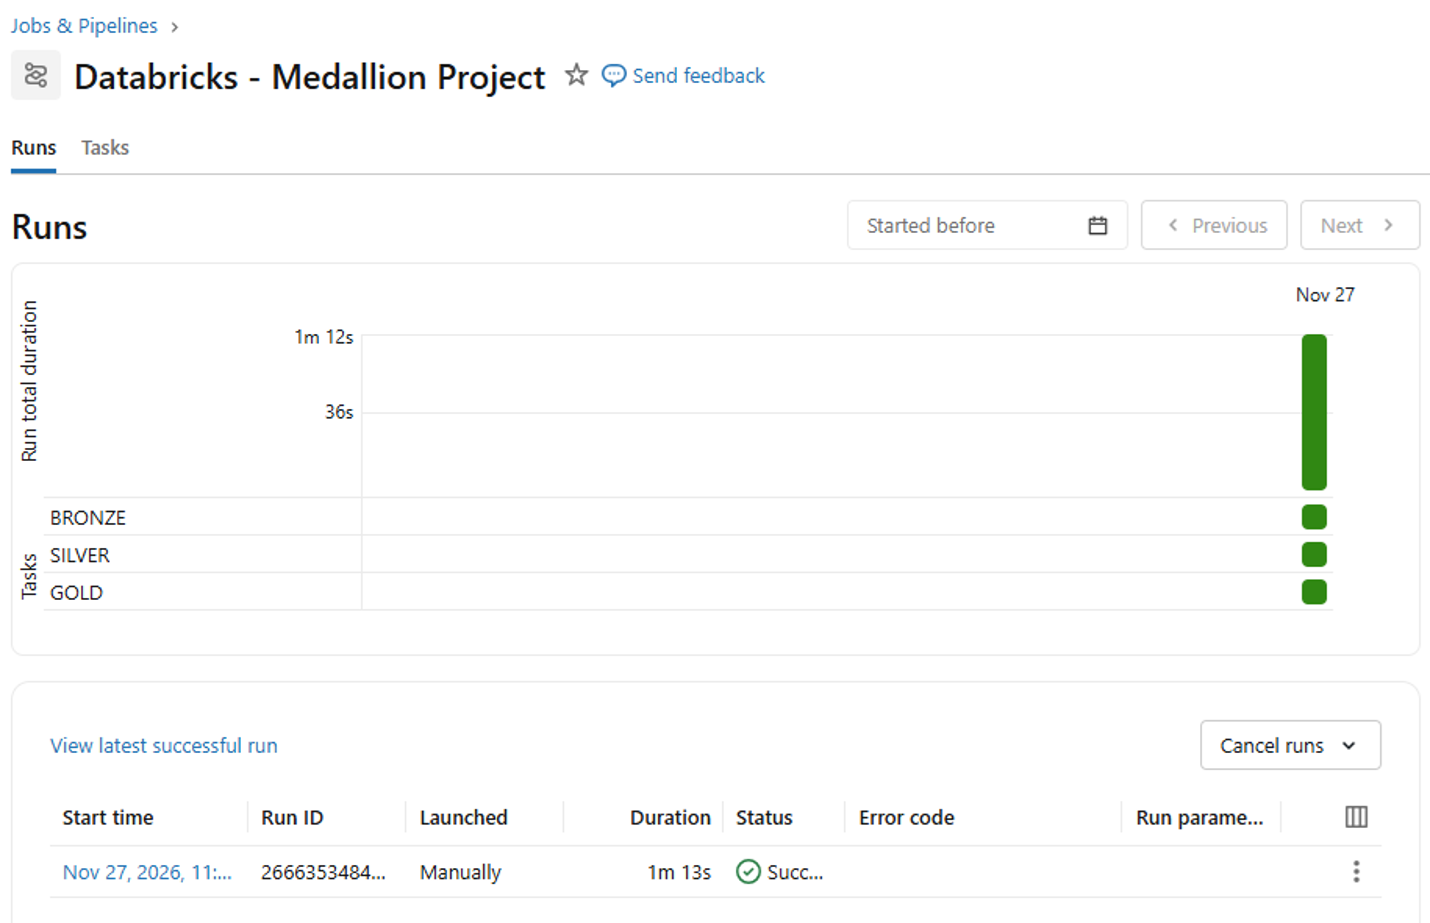 Jobs & Pipelines >
Databricks - Medallion Project
Send feedback
Runs Tasks
Runs
Started before
Previous
Next
Nov 27
Run total duration
1m 12s
36s
Tasks
BRONZE
SILVER
GOLD
View latest successful run
Cancel runs
Start time Run ID Launched Duration Status Error code Run parame...
Nov 27, 2026, 11:... 2666353484... Manually 1m 13s Succ...